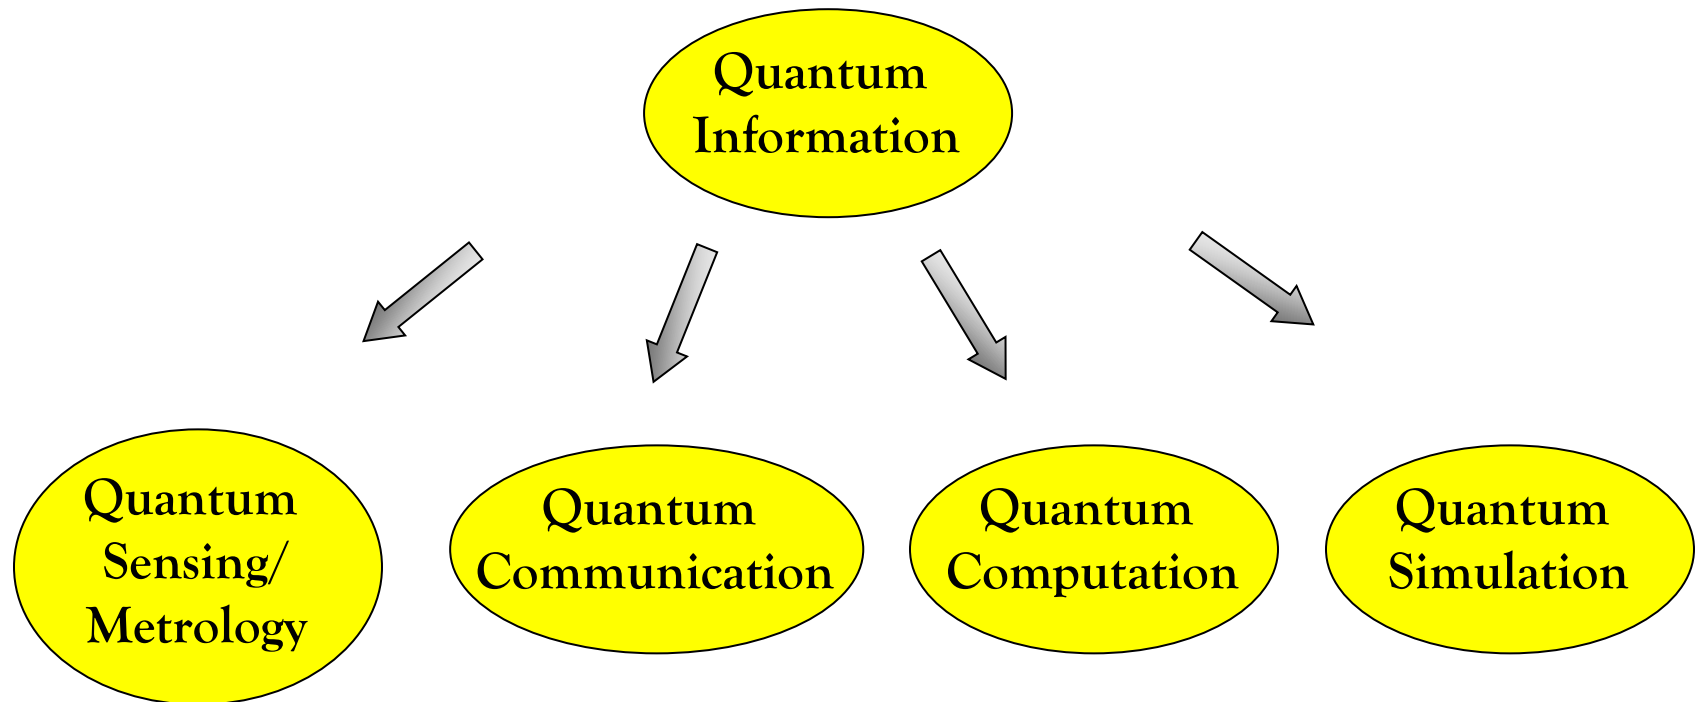 Quantum
Information
Quantum
Sensing/
Metrology
Quantum
Communication
Quantum
Computation
Quantum
Simulation